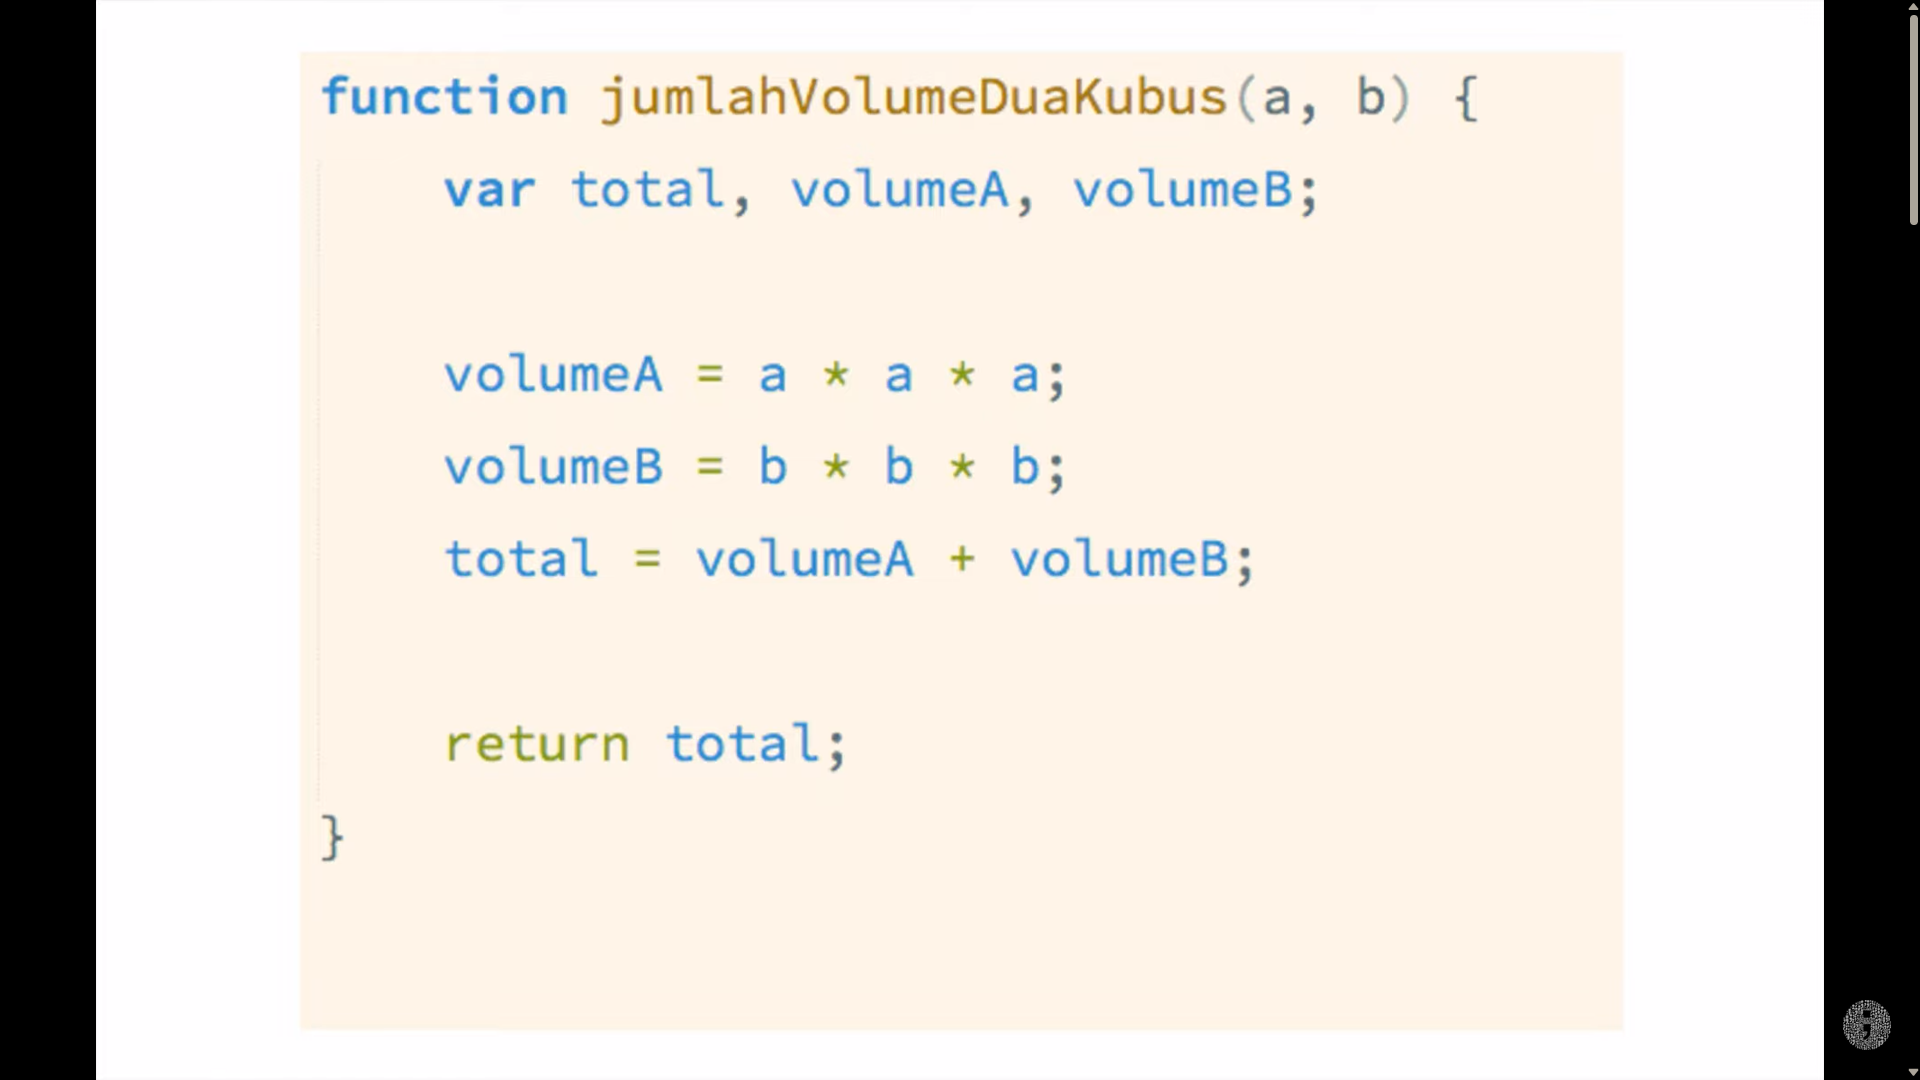 function jumlahVolumeDuaKubus(a, b) {
var total, volumeA, volumeB;
volumeA = a * a * a;
volumeB = b * b * b;
total = volumeA + volumeB;
return total;
}